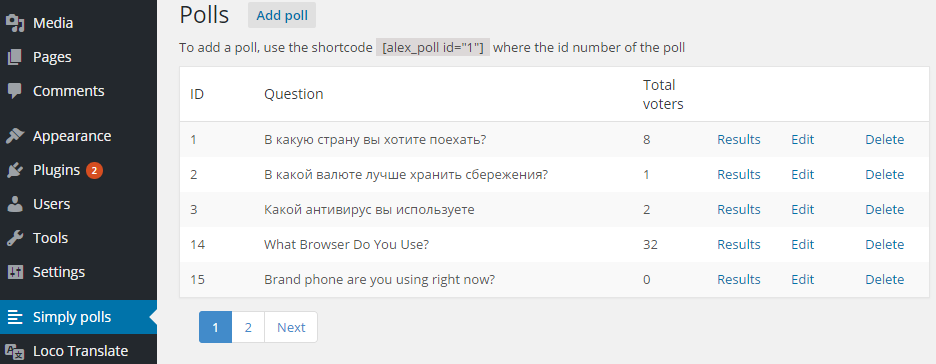 Media
Pages
Comments
Appearance
Plugins 2
Users
Tools
Settings
Simply polls
Loco Translate
Polls Add poll
To add a poll, use the shortcode [alex_poll id="1"] where the id number of the poll
ID Question Total voters
1 В какую страну вы хотите поехать? 8 Results Edit Delete
2 В какой валюте лучше хранить сбережения? 1 Results Edit Delete
3 Какой антивирус вы используете 2 Results Edit Delete
14 What Browser Do You Use? 32 Results Edit Delete
15 Brand phone are you using right now? 0 Results Edit Delete
1 2 Next